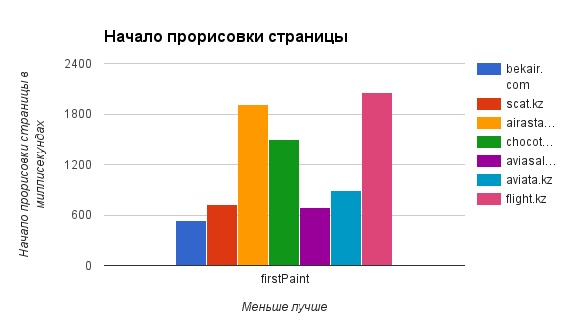 Начало прорисовки страницы
Начало прорисовки страницы в
миллисекундах
2400
1800
1200
600
0
firstPaint
Меньше лучше
bekair.
com
scat.kz
airasta...
chocot...
aviasal...
aviata.kz
flight.kz